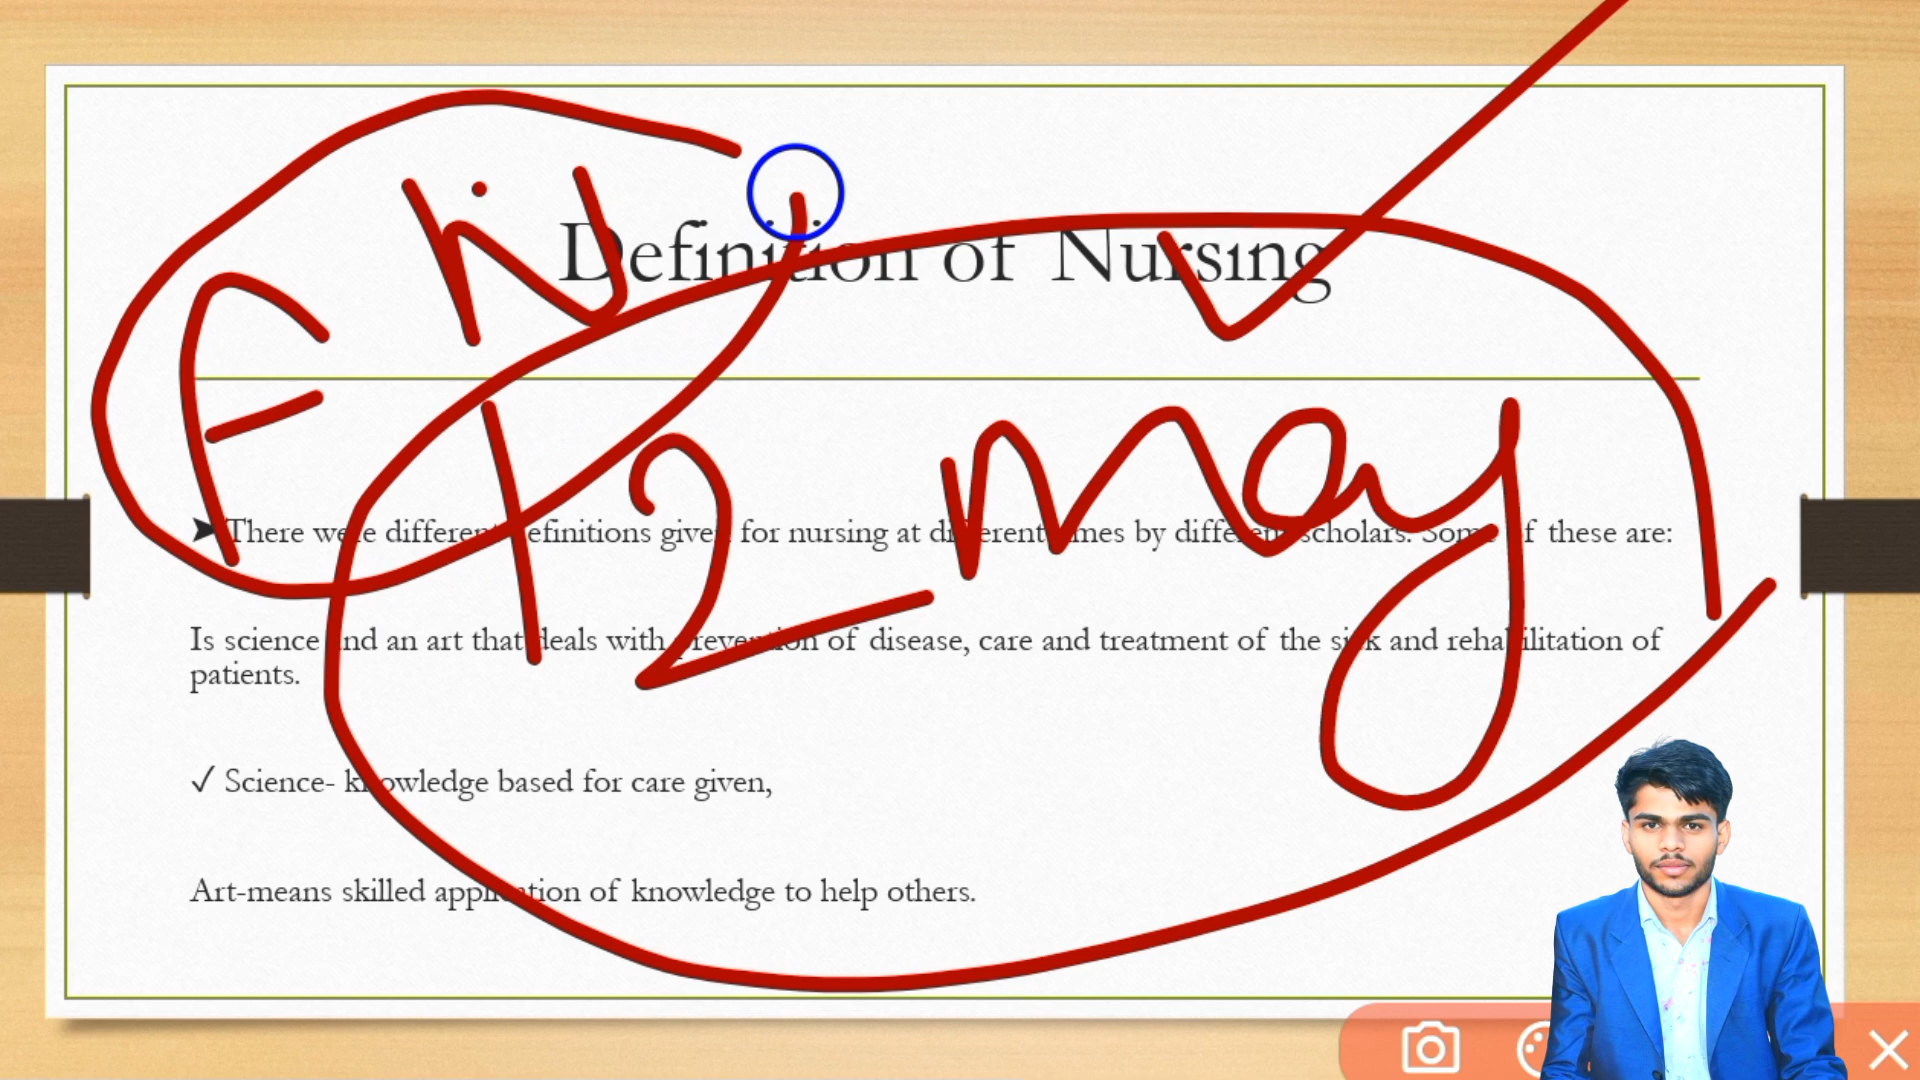 F N
Definition of Nursing
12 may
➤There were different definitions given for nursing at different times by different scholars. Some of these are:
Is science and an art that deals with prevention of disease, care and treatment of the sick and rehabilitation of
patients.
✓ Science- knowledge based for care given,
Art-means skilled application of knowledge to help others.